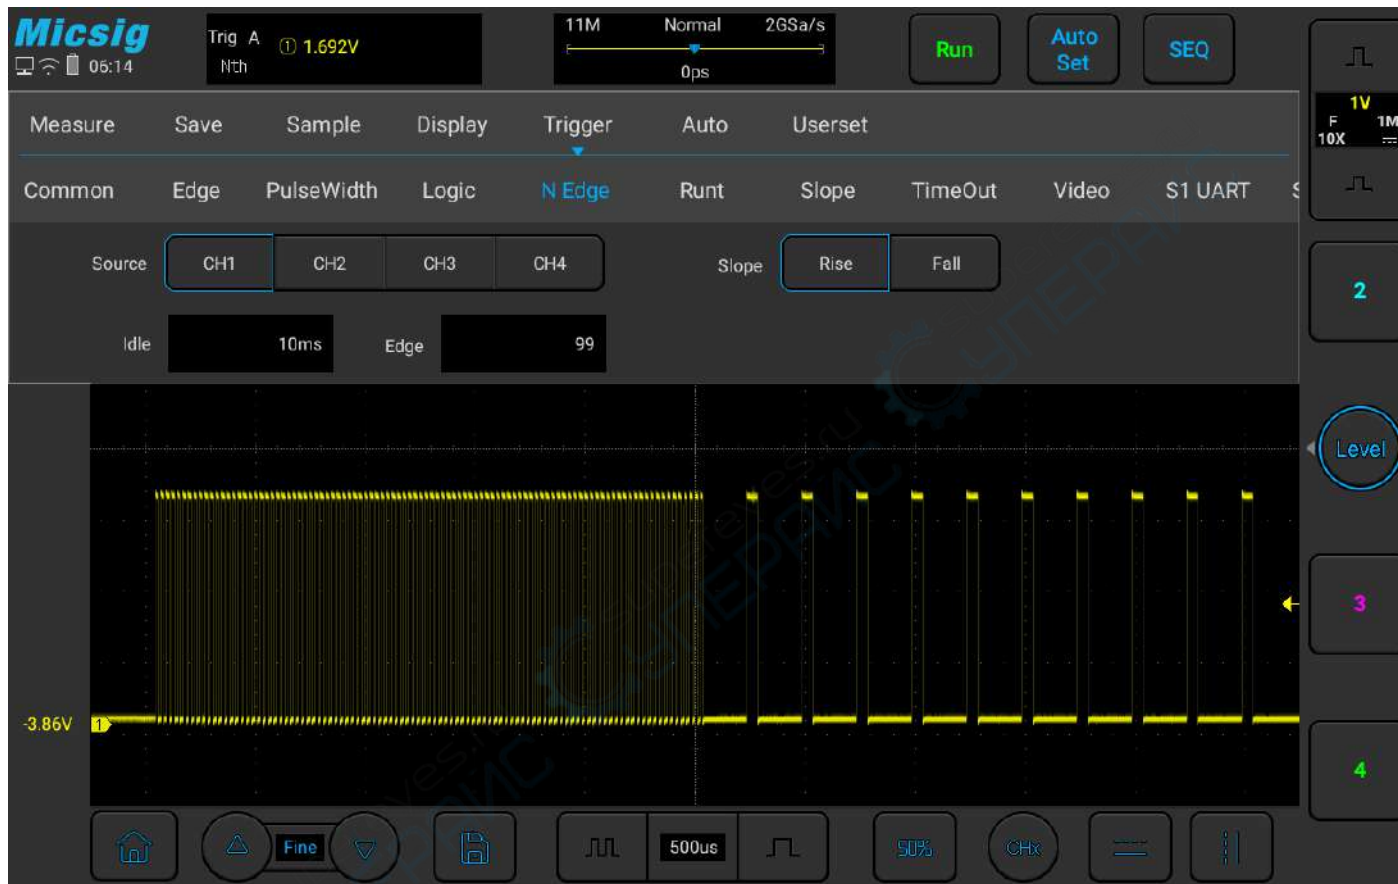 Micsig
06:14
Trig A
Nth
① 1.692V
11M Normal 2GSa/s
0ps
Run
Auto
Set
SEQ
Measure Save Sample Display Trigger Auto Userset
Common Edge PulseWidth Logic N Edge Runt Slope TimeOut Video S1 UART
Source CH1 CH2 CH3 CH4 Slope Rise Fall
Idle 10ms Edge 99
1V
F 1M
10X
2
Level
3
4
-3.86V 1
Fine 500us 50% CHx
супереyes.ru
СУПЕРАЙС